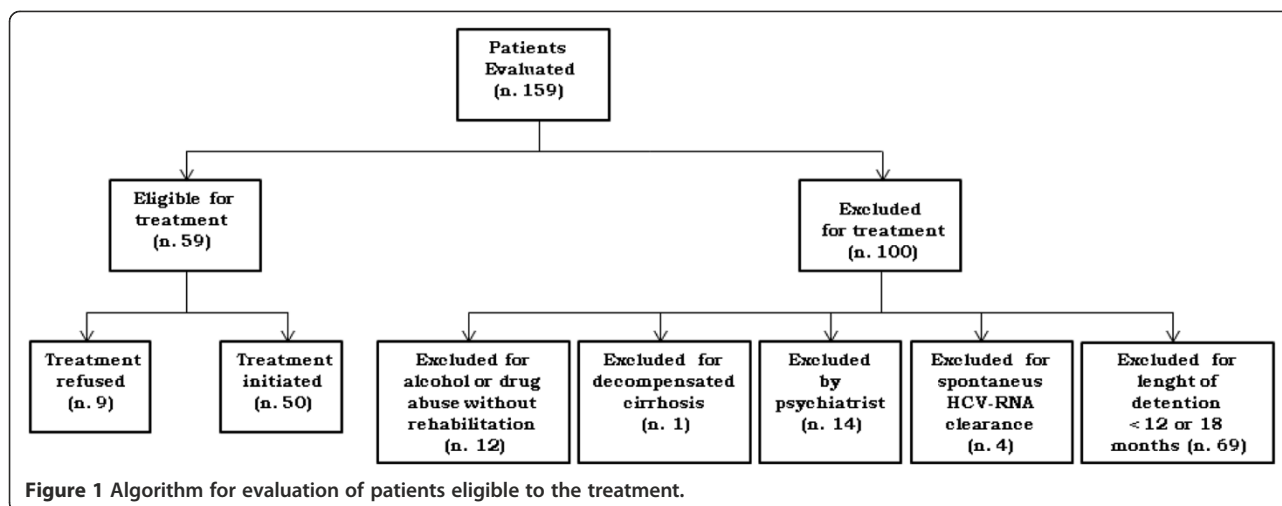 Patients
Evaluated
(n. 159)
Eligible for
treatment
(n. 59)
Excluded
for treatment
(n. 100)
Treatment
refused
(n. 9)
Treatment
initiated
(n. 50)
Excluded for
alcohol or drug
abuse without
rehabilitation
(n. 12)
Excluded for
decompensated
cirrhosis
(n. 1)
Excluded
by
psychiatrist
(n. 14)
Excluded for
spontaneus
HCV-RNA
clearance
(n. 4)
Excluded for
lenght of
detention
< 12 or 18
months (n. 69)
Figure 1 Algorithm for evaluation of patients eligible to the treatment.